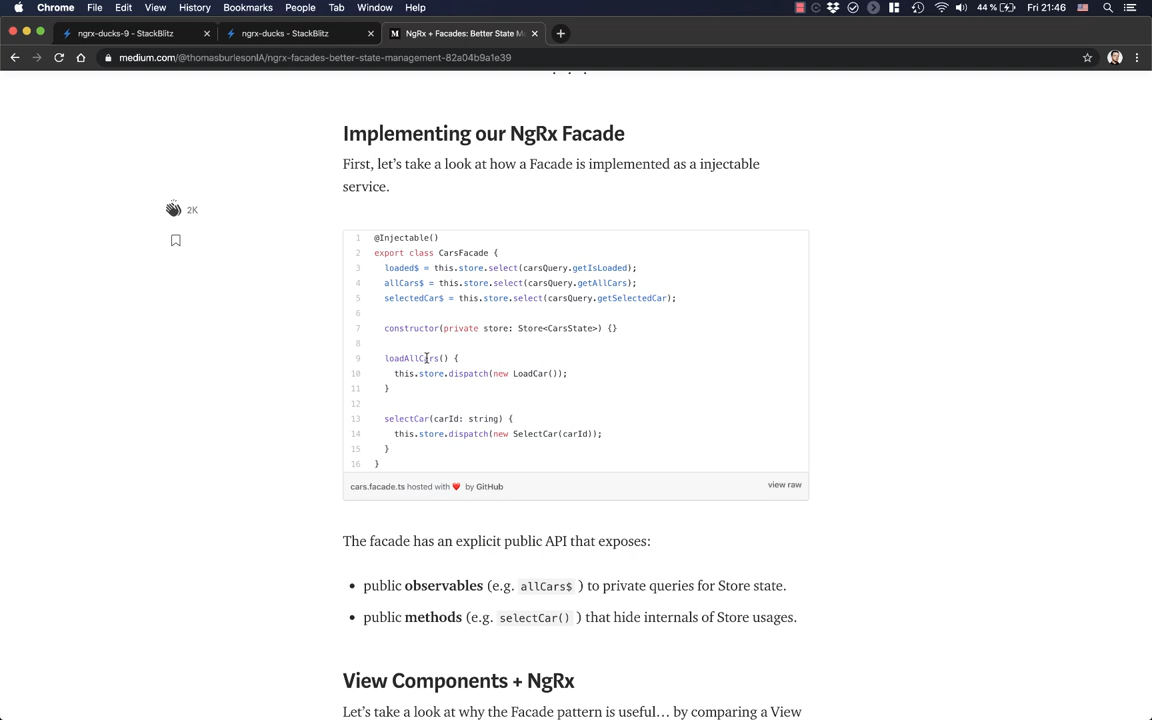 Chrome File Edit View History Bookmarks People Tab Window Help 44 % Fri 21:46
ngrx-ducks-9 - StackBlitz × ngrx-ducks - StackBlitz × NgRx + Facades: Better State M ×
medium.com/@thomasburlesonIA/ngrx-facades-better-state-management-82a04b9a1e39
Implementing our NgRx Facade
First, let's take a look at how a Facade is implemented as a injectable
service.
2K
1 @Injectable()
2 export class CarsFacade {
3 loaded$ = this.store.select(carsQuery.getIsLoaded);
4 allCars$ = this.store.select(carsQuery.getAllCars);
5 selectedCar$ = this.store.select(carsQuery.getSelectedCar);
6
7 constructor(private store: Store<CarsState>) {}
8
9 loadAllCars() {
10 this.store.dispatch(new LoadCar());
11 }
12
13 selectCar(carId: string) {
14 this.store.dispatch(new SelectCar(carId));
15 }
16 }
cars.facade.ts hosted with ❤ by GitHub view raw
The facade has an explicit public API that exposes:
• public observables (e.g. allCars$ ) to private queries for Store state.
• public methods (e.g. selectCar() ) that hide internals of Store usages.
View Components + NgRx
Let's take a look at why the Facade pattern is useful… by comparing a View